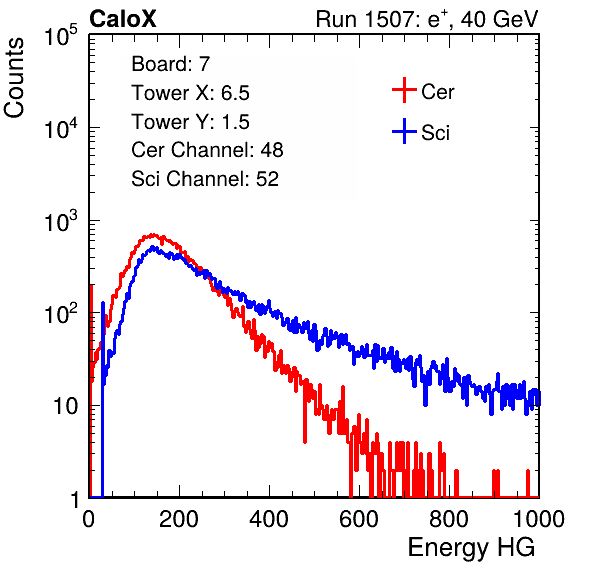 CaloX Run 1507: e⁺, 40 GeV
Counts
10⁵
10⁴
10³
10²
10
1
Board: 7
Tower X: 6.5
Tower Y: 1.5
Cer Channel: 48
Sci Channel: 52
Cer
Sci
0 200 400 600 800 1000
Energy HG